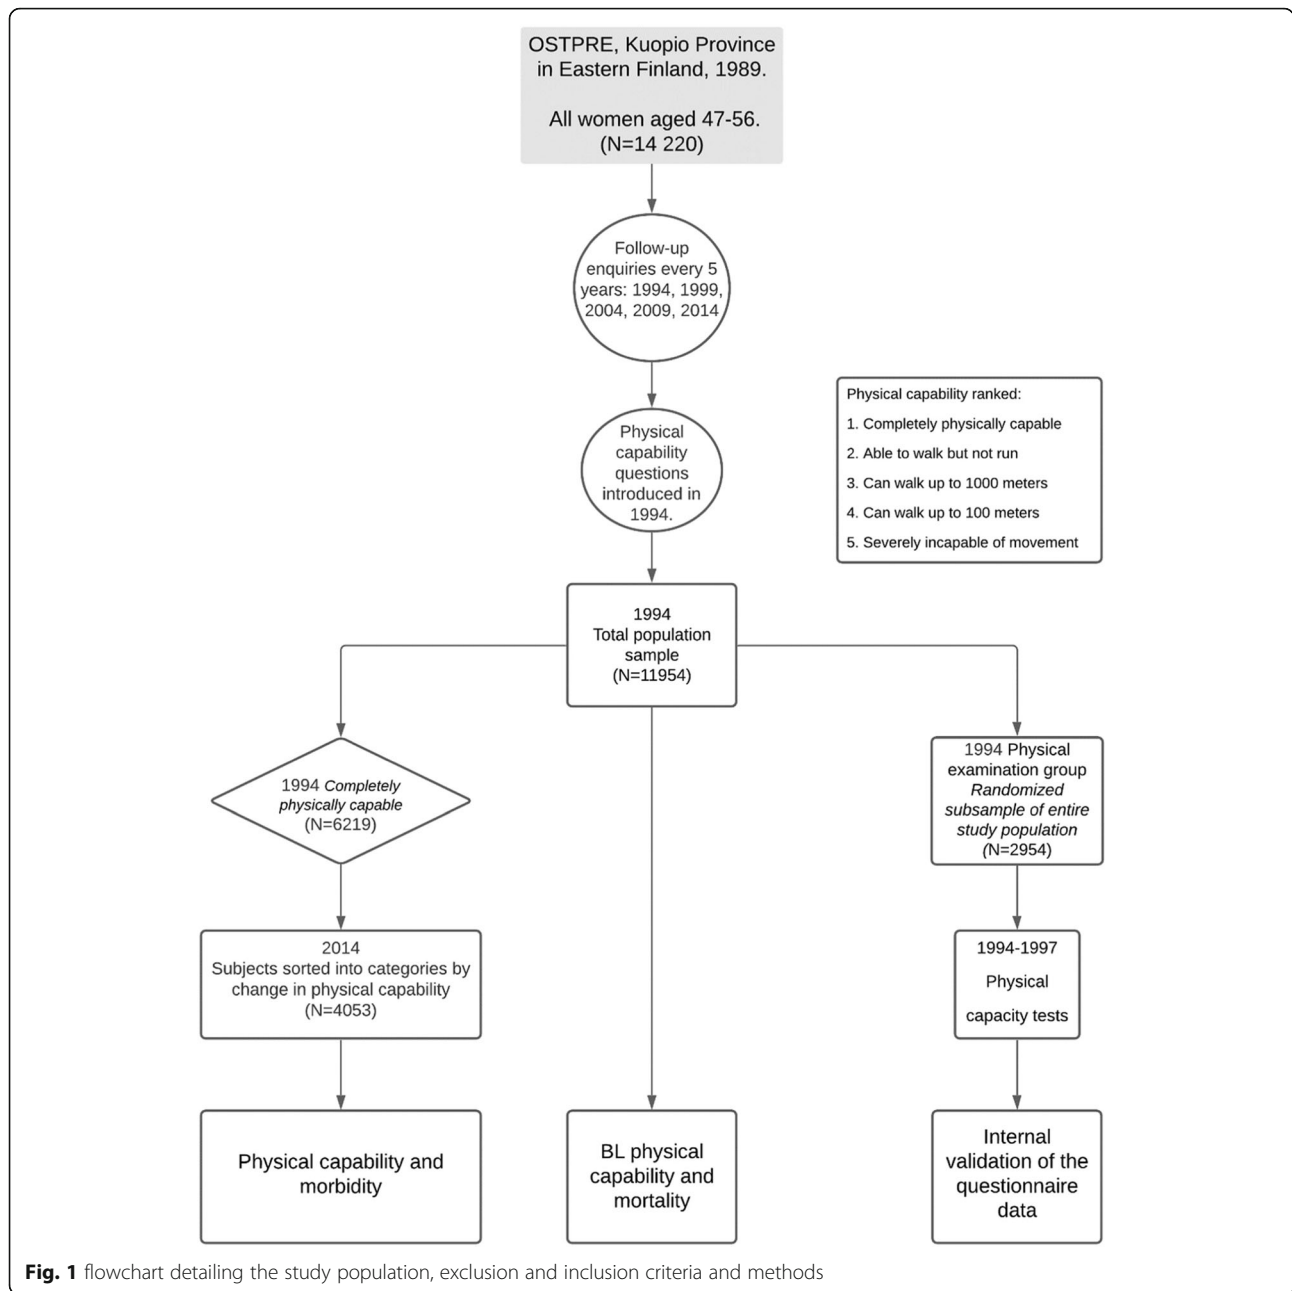 OSTPRE, Kuopio Province
in Eastern Finland, 1989.
All women aged 47-56.
(N=14 220)
Follow-up
enquiries every 5
years: 1994, 1999,
2004, 2009, 2014
Physical
capability
questions
introduced in
1994.
Physical capability ranked:
1. Completely physically capable
2. Able to walk but not run
3. Can walk up to 1000 meters
4. Can walk up to 100 meters
5. Severely incapable of movement
1994
Total population
sample
(N=11954)
1994 Completely
physically capable
(N=6219)
1994 Physical
examination group
Randomized
subsample of entire
study population
(N=2954)
2014
Subjects sorted into categories by
change in physical capability
(N=4053)
1994-1997
Physical
capacity tests
Physical capability and
morbidity
BL physical
capability and
mortality
Internal
validation of the
questionnaire
data
Fig. 1 flowchart detailing the study population, exclusion and inclusion criteria and methods